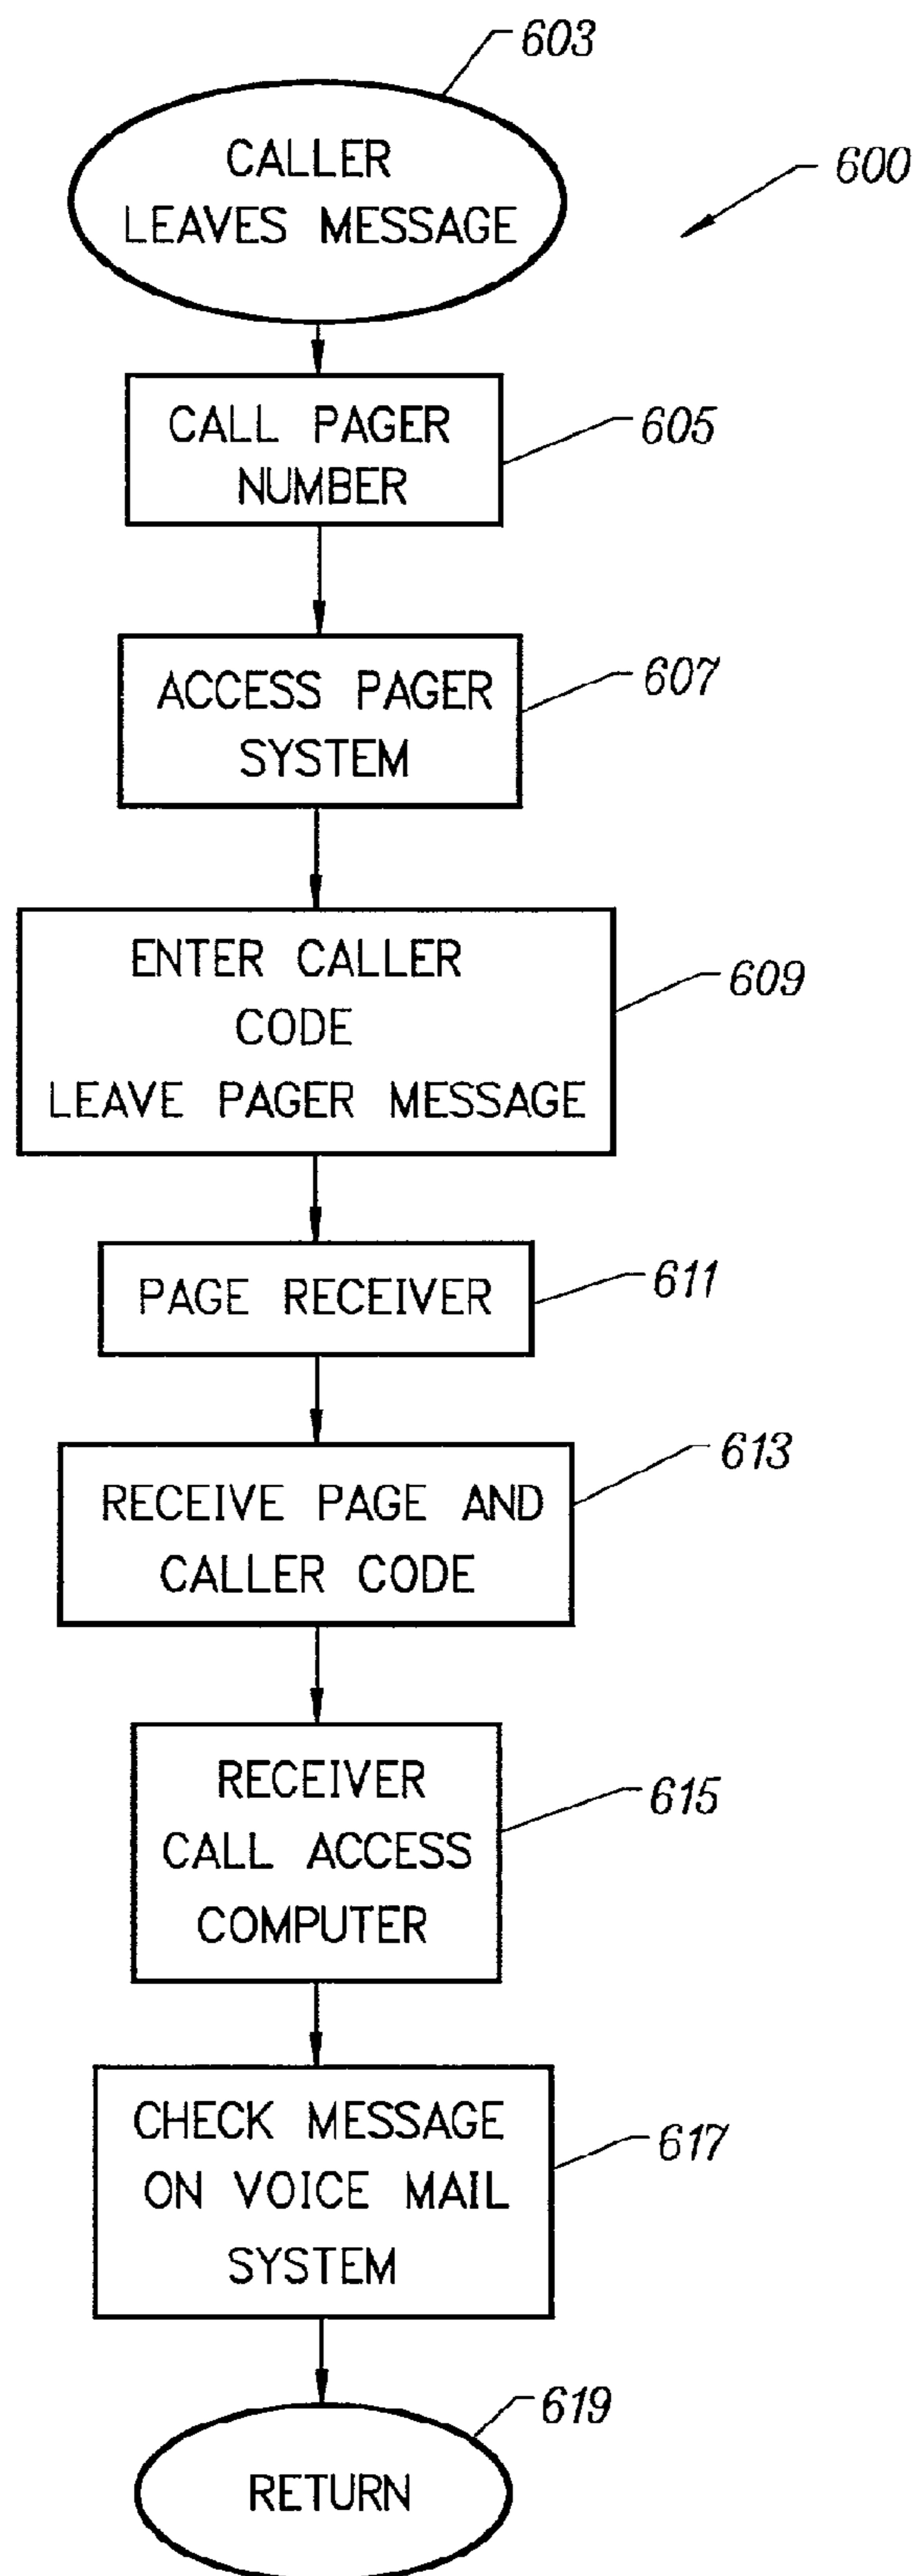 603
CALLER
LEAVES MESSAGE
600
CALL PAGER
NUMBER
605
ACCESS PAGER
SYSTEM
607
ENTER CALLER
CODE
LEAVE PAGER MESSAGE
609
PAGE RECEIVER
611
RECEIVE PAGE AND
CALLER CODE
613
RECEIVER
CALL ACCESS
COMPUTER
615
CHECK MESSAGE
ON VOICE MAIL
SYSTEM
617
619
RETURN